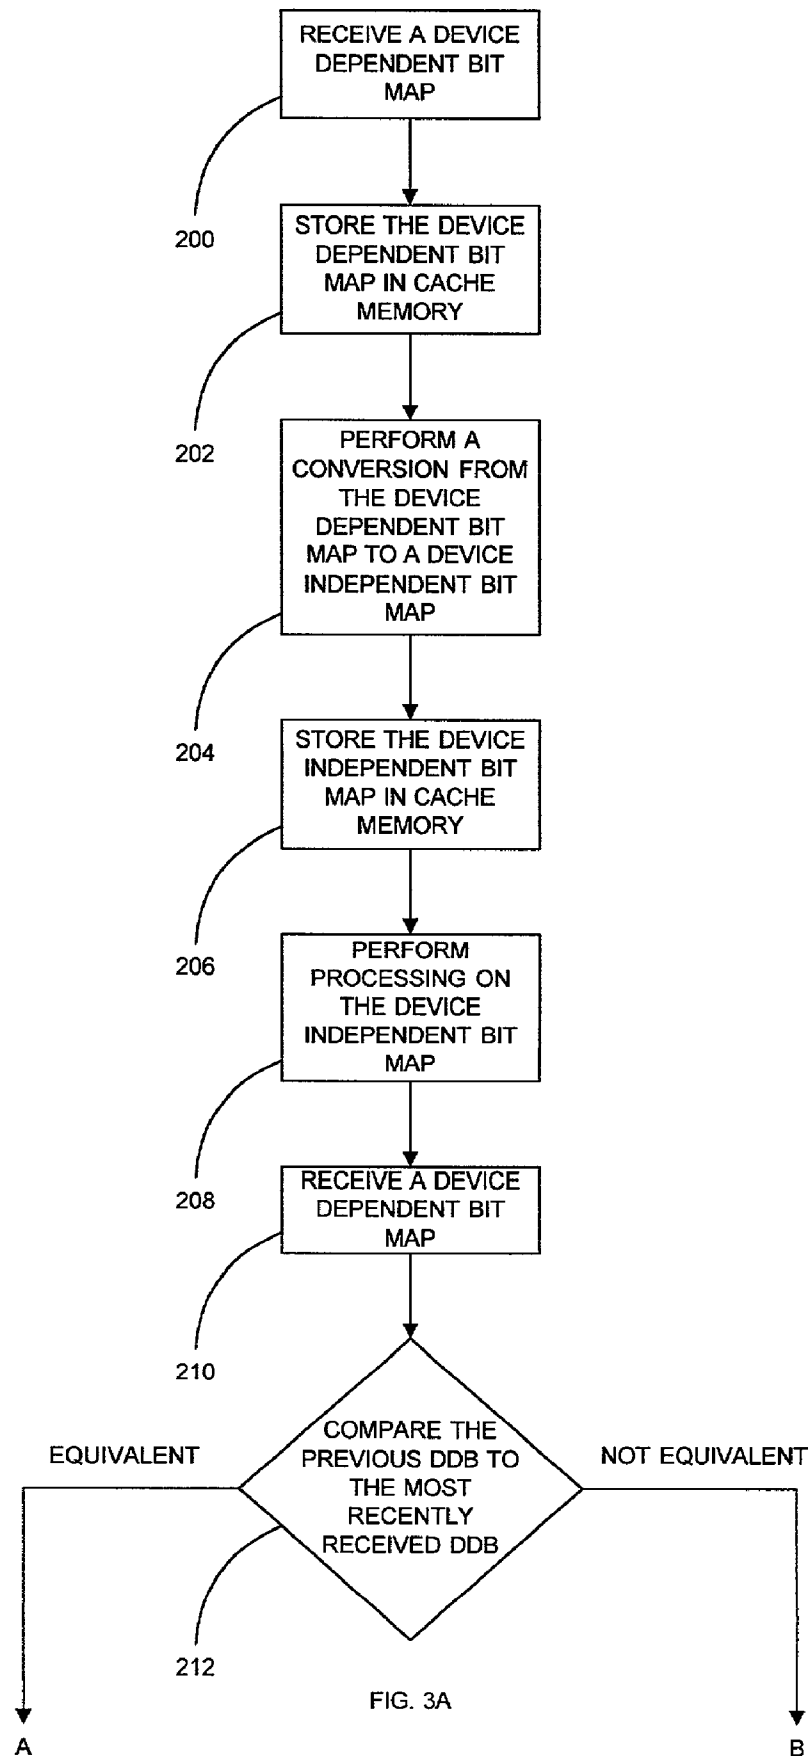 RECEIVE A DEVICE
DEPENDENT BIT
MAP
200
STORE THE DEVICE
DEPENDENT BIT
MAP IN CACHE
MEMORY
202
PERFORM A
CONVERSION FROM
THE DEVICE
DEPENDENT BIT
MAP TO A DEVICE
INDEPENDENT BIT
MAP
204
STORE THE DEVICE
INDEPENDENT BIT
MAP IN CACHE
MEMORY
206
PERFORM
PROCESSING ON
THE DEVICE
INDEPENDENT BIT
MAP
208
RECEIVE A DEVICE
DEPENDENT BIT
MAP
210
EQUIVALENT
COMPARE THE
PREVIOUS DDB TO
THE MOST
RECENTLY
RECEIVED DDB
NOT EQUIVALENT
212
FIG. 3A
A
B